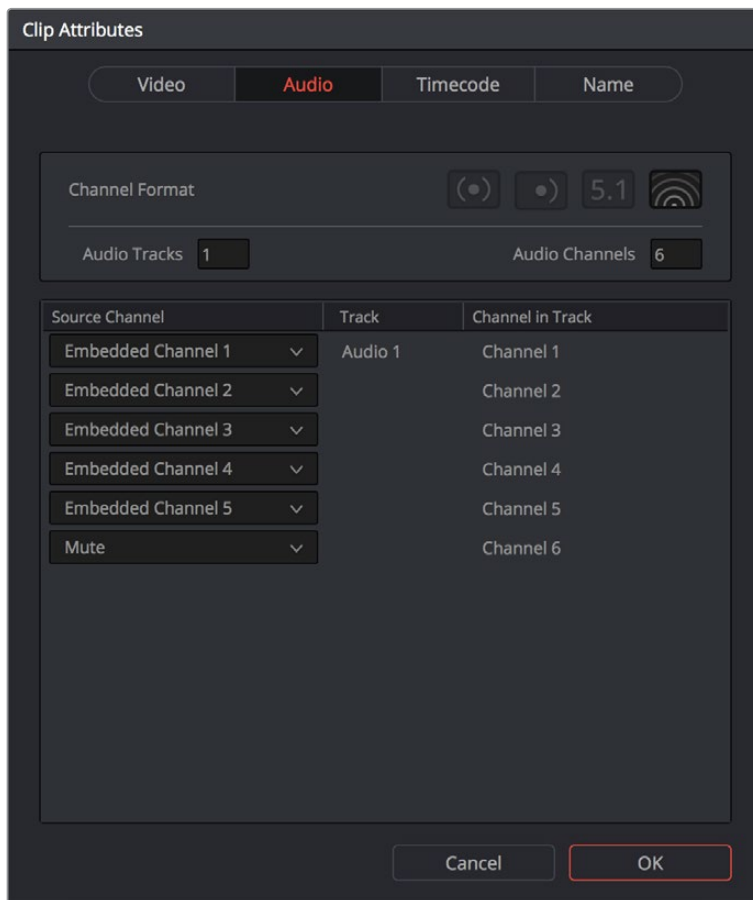 Clip Attributes
Video Audio Timecode Name
Channel Format 5.1
Audio Tracks 1 Audio Channels 6
Source Channel Track Channel in Track
Embedded Channel 1 Audio 1 Channel 1
Embedded Channel 2 Channel 2
Embedded Channel 3 Channel 3
Embedded Channel 4 Channel 4
Embedded Channel 5 Channel 5
Mute Channel 6
Cancel OK